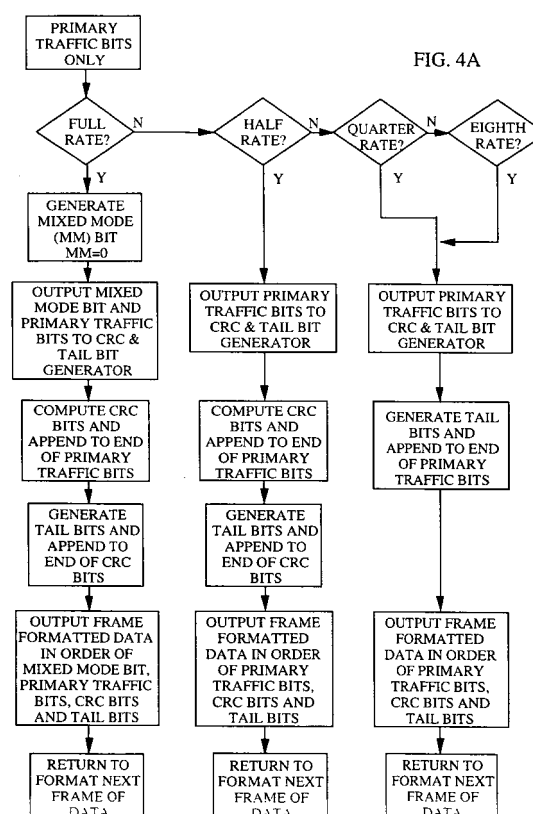 PRIMARY
TRAFFIC BITS
ONLY
FIG. 4A
FULL
RATE?
N
HALF
RATE?
N
QUARTER
RATE?
N
EIGHTH
RATE?
Y
Y
Y
Y
GENERATE
MIXED MODE
(MM) BIT
MM=0
OUTPUT MIXED
MODE BIT AND
PRIMARY TRAFFIC
BITS TO CRC &
TAIL BIT
GENERATOR
OUTPUT PRIMARY
TRAFFIC BITS TO
CRC & TAIL BIT
GENERATOR
OUTPUT PRIMARY
TRAFFIC BITS TO
CRC & TAIL BIT
GENERATOR
COMPUTE CRC
BITS AND
APPEND TO END
OF PRIMARY
TRAFFIC BITS
COMPUTE CRC
BITS AND
APPEND TO END
OF PRIMARY
TRAFFIC BITS
GENERATE TAIL
BITS AND
APPEND TO END
OF PRIMARY
TRAFFIC BITS
GENERATE
TAIL BITS AND
APPEND TO
END OF CRC
BITS
GENERATE
TAIL BITS AND
APPEND TO
END OF CRC
BITS
OUTPUT FRAME
FORMATTED DATA
IN ORDER OF
MIXED MODE BIT,
PRIMARY TRAFFIC
BITS, CRC BITS
AND TAIL BITS
OUTPUT FRAME
FORMATTED
DATA IN ORDER
OF PRIMARY
TRAFFIC BITS,
CRC BITS AND
TAIL BITS
OUTPUT FRAME
FORMATTED
DATA IN ORDER
OF PRIMARY
TRAFFIC BITS,
CRC BITS AND
TAIL BITS
RETURN TO
FORMAT NEXT
FRAME OF
DATA
RETURN TO
FORMAT NEXT
FRAME OF
DATA
RETURN TO
FORMAT NEXT
FRAME OF
DATA